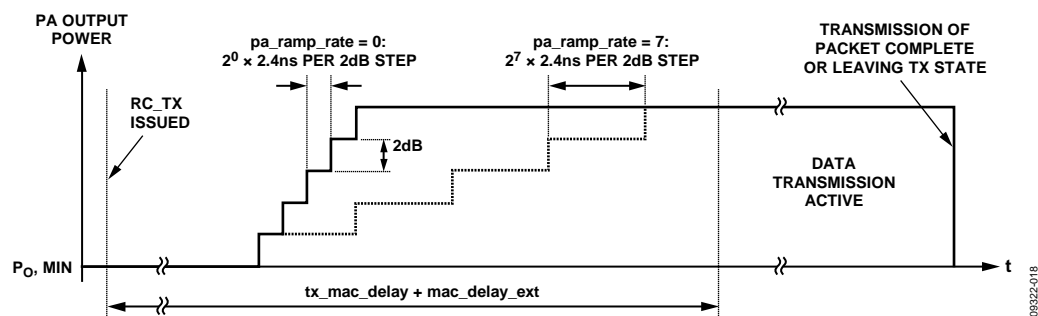 PA OUTPUT
POWER
pa_ramp_rate = 0:
2⁰ × 2.4ns PER 2dB STEP
pa_ramp_rate = 7:
2⁷ × 2.4ns PER 2dB STEP
TRANSMISSION OF
PACKET COMPLETE
OR LEAVING TX STATE
RC_TX
ISSUED
2dB
DATA
TRANSMISSION
ACTIVE
P₀, MIN
t
tx_mac_delay + mac_delay_ext
09322-018